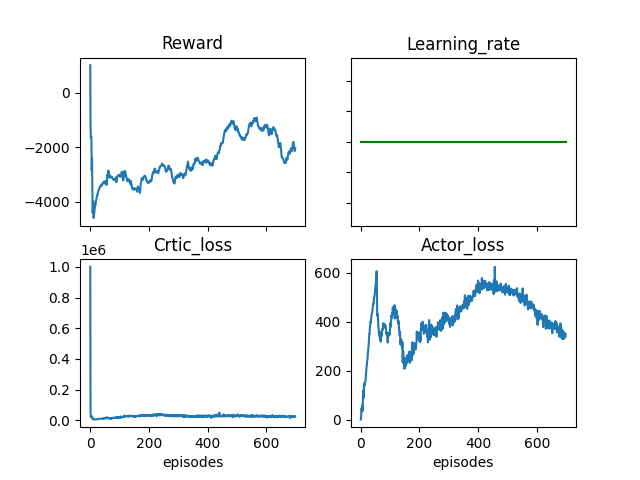 Reward
Learning_rate
0
−2000
−4000
1e6
Crtic_loss
Actor_loss
1.0
0.8
0.6
0.4
0.2
0.0
600
400
200
0
0 200 400 600
0 200 400 600
episodes
episodes